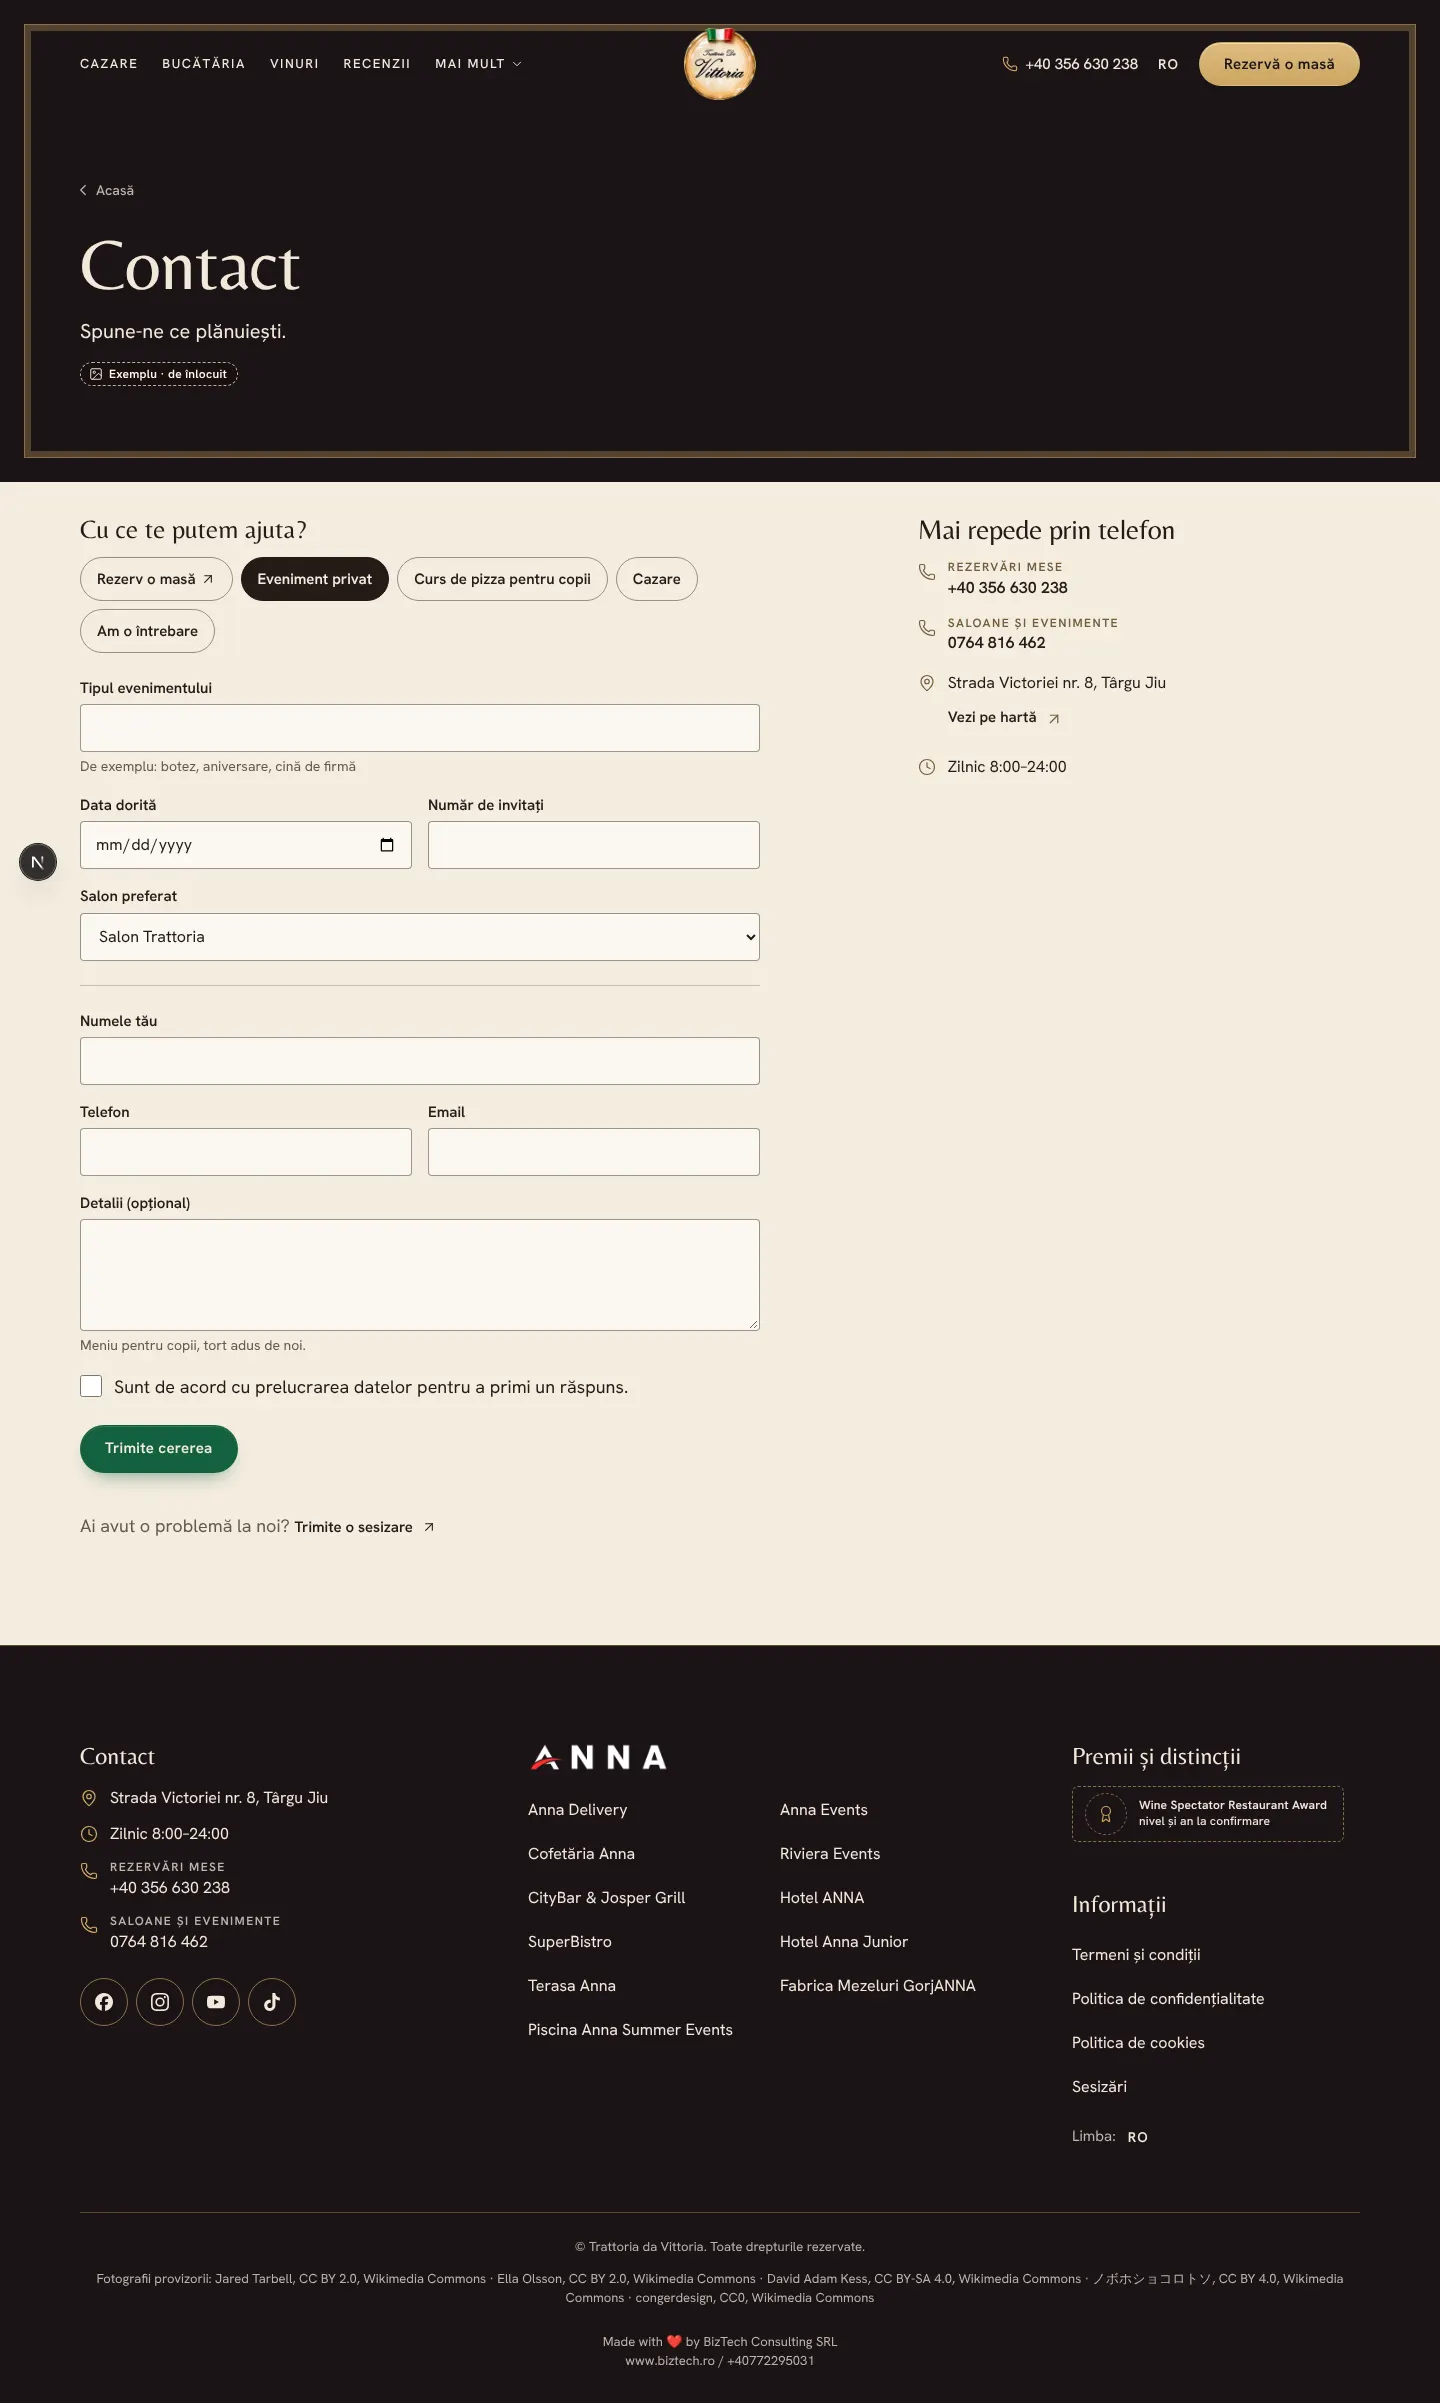 CAZARE
BUCĂTĂRIA
VINURI
RECENZII
MAI MULT
Trattoria Da
Vittoria
+40 356 630 238
RO
Rezervă o masă
Acasă
Contact
Spune-ne ce plănuiești.
Exemplu · de înlocuit
Cu ce te putem ajuta?
Rezerv o masă
Eveniment privat
Curs de pizza pentru copii
Cazare
Am o întrebare
Tipul evenimentului
De exemplu: botez, aniversare, cină de firmă
Data dorită
Număr de invitați
mm/dd/yyyy
Salon preferat
Salon Trattoria
Numele tău
Telefon
Email
Detalii (opțional)
Meniu pentru copii, tort adus de noi.
Sunt de acord cu prelucrarea datelor pentru a primi un răspuns.
Trimite cererea
Ai avut o problemă la noi? Trimite o sesizare
Mai repede prin telefon
REZERVĂRI MESE
+40 356 630 238
SALOANE ȘI EVENIMENTE
0764 816 462
Strada Victoriei nr. 8, Târgu Jiu
Vezi pe hartă
Zilnic 8:00–24:00
N
Contact
Strada Victoriei nr. 8, Târgu Jiu
Zilnic 8:00–24:00
REZERVĂRI MESE
+40 356 630 238
SALOANE ȘI EVENIMENTE
0764 816 462
ANNA
Anna Delivery
Cofetăria Anna
CityBar & Josper Grill
SuperBistro
Terasa Anna
Piscina Anna Summer Events
Anna Events
Riviera Events
Hotel ANNA
Hotel Anna Junior
Fabrica Mezeluri GorjANNA
Premii și distincții
Wine Spectator Restaurant Award
nivel și an la confirmare
Informații
Termeni și condiții
Politica de confidențialitate
Politica de cookies
Sesizări
Limba: RO
© Trattoria da Vittoria. Toate drepturile rezervate.
Fotografii provizorii: Jared Tarbell, CC BY 2.0, Wikimedia Commons · Ella Olsson, CC BY 2.0, Wikimedia Commons · David Adam Kess, CC BY-SA 4.0, Wikimedia Commons · ノボホショコロトソ, CC BY 4.0, Wikimedia
Commons · congerdesign, CC0, Wikimedia Commons
Made with ❤️ by BizTech Consulting SRL
www.biztech.ro / +40772295031